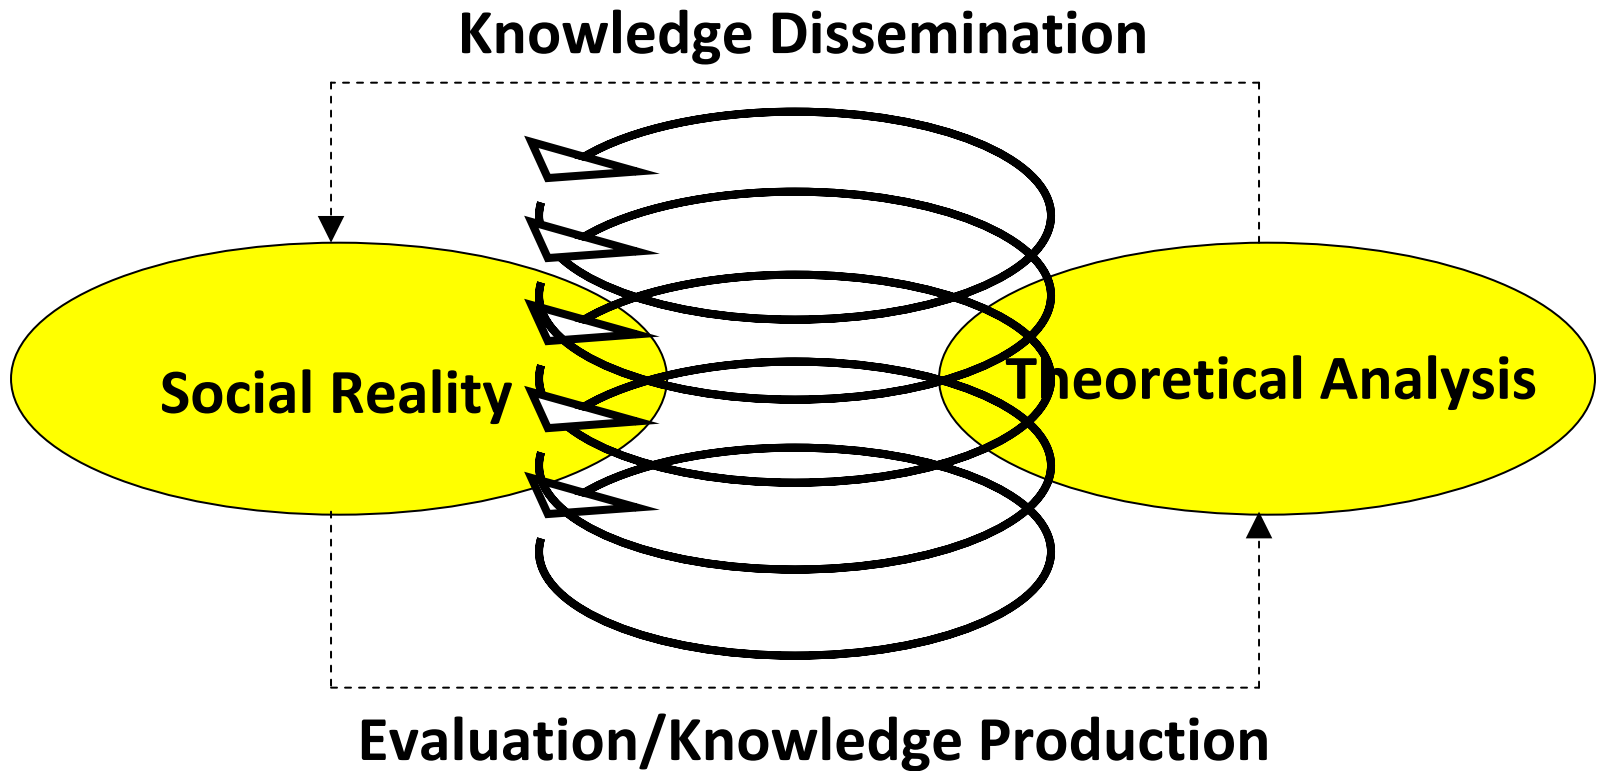 Knowledge Dissemination
Social Reality
Theoretical Analysis
Evaluation/Knowledge Production